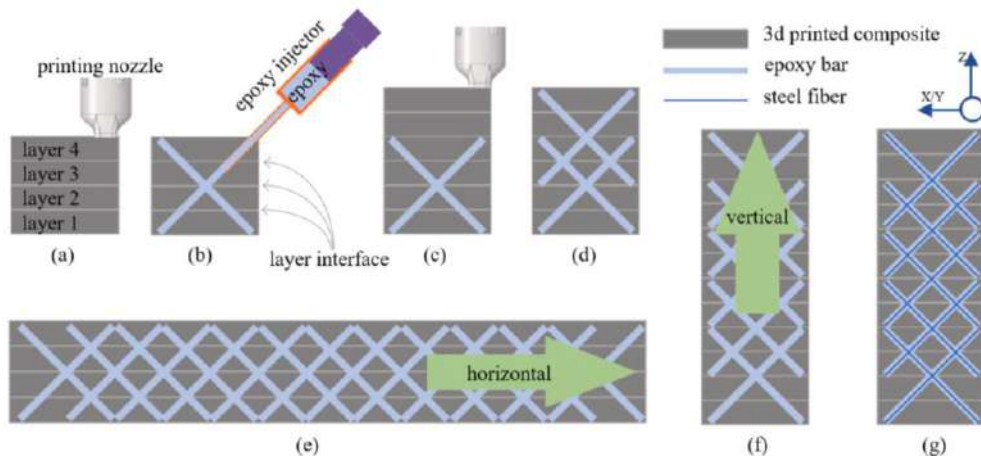 printing nozzle
layer 4
layer 3
layer 2
layer 1
(a)
epoxy injector
epoxy
(b)
layer interface
(c)
(d)
3d printed composite
epoxy bar
steel fiber
Z
X/Y
horizontal
(e)
vertical
(f)
(g)